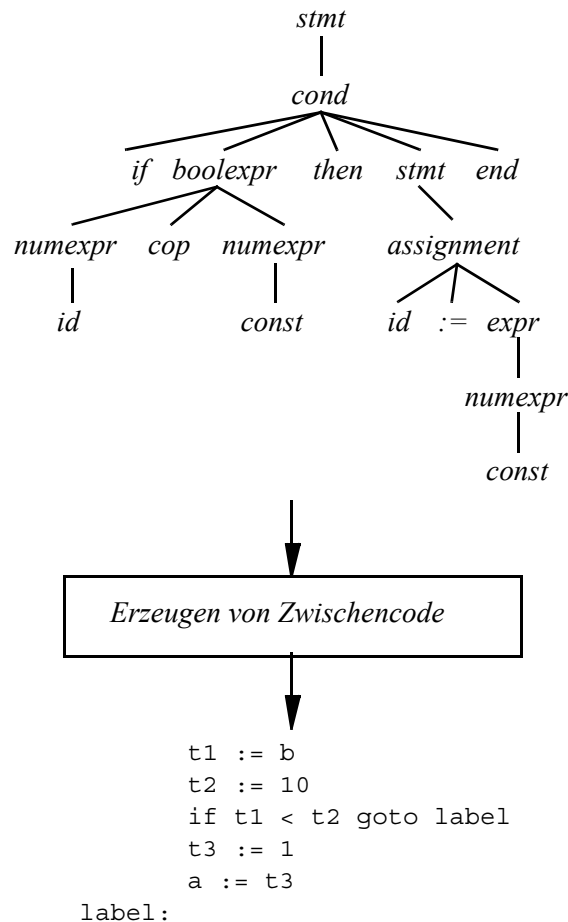 stmt
cond
if boolexpr then stmt end
numexpr cop numexpr assignment
id const id := expr
numexpr
const
Erzeugen von Zwischencode
t1 := b
t2 := 10
if t1 < t2 goto label
t3 := 1
a := t3
label: